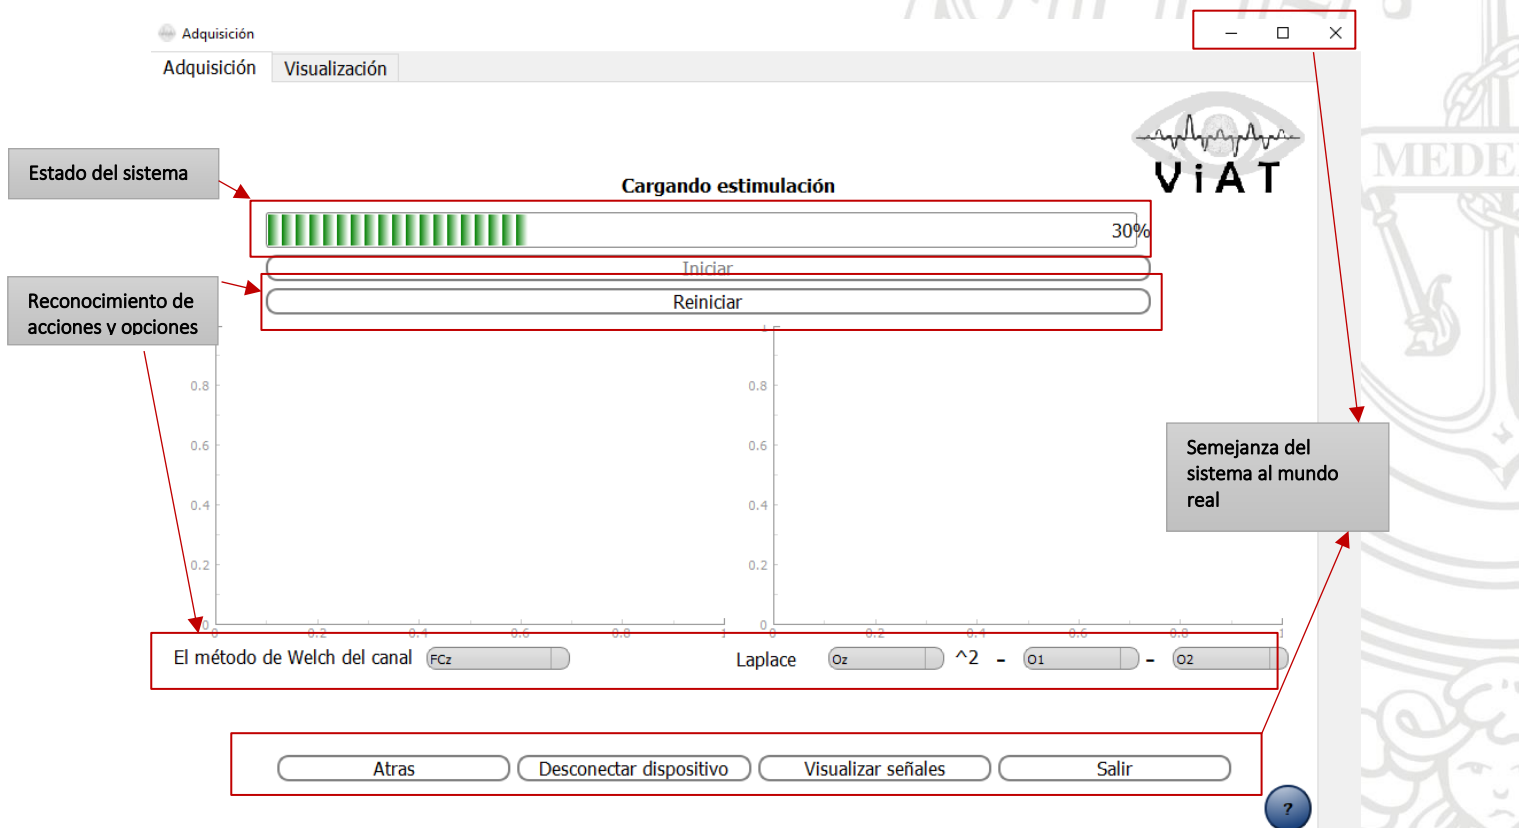 Adquisición
Adquisición Visualización
ViAT
MEDE
Estado del sistema
Cargando estimulación
30%
Iniciar
Reconocimiento de
acciones y opciones
Reiniciar
1
0.8
0.6
0.4
0.2
0
0 0.2 0.4 0.6 0.8 1
0.8
0.6
0.4
0.2
0
0 0.2 0.4 0.6 0.8 1
Semejanza del
sistema al mundo
real
El método de Welch del canal FCz
Laplace Oz ^2 - O1 - O2
Atras Desconectar dispositivo Visualizar señales Salir
?